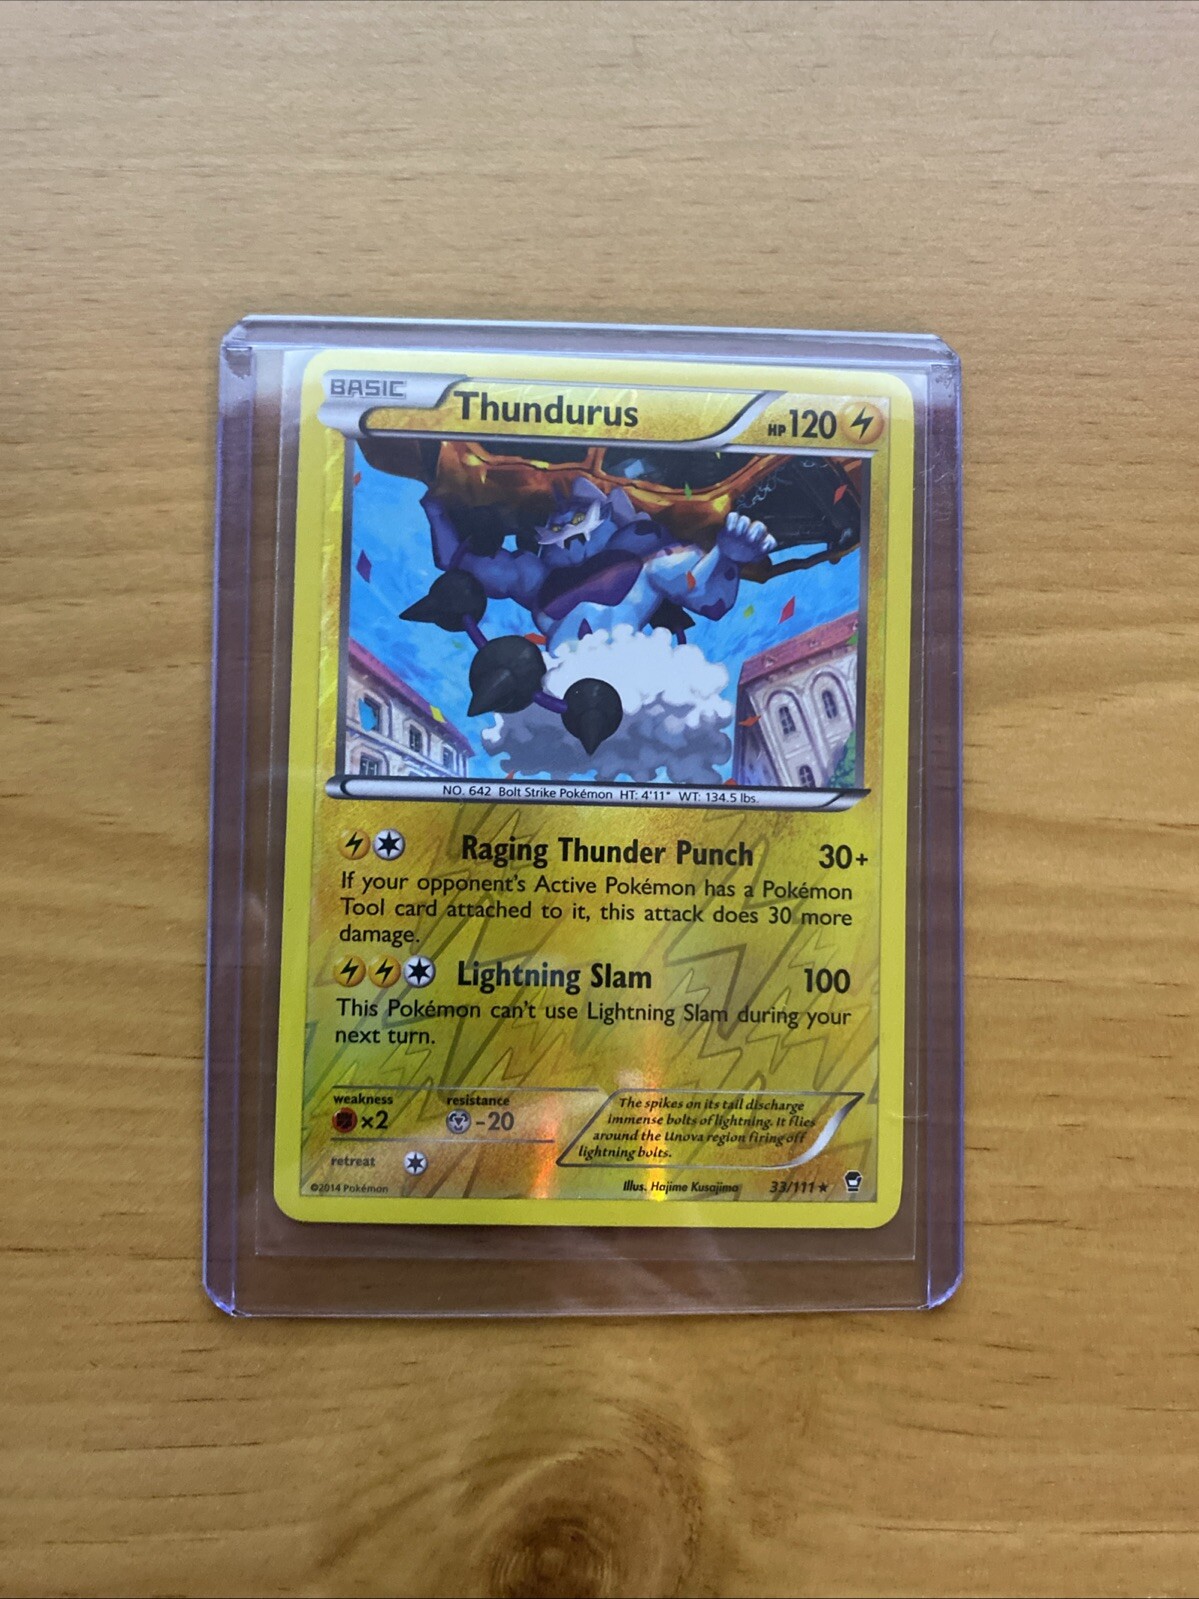 BASIC
Thundurus
HP 120
NO. 642 Bolt Strike Pokémon HT: 4'11" WT: 134.5 lbs.
Raging Thunder Punch 30+
If your opponent's Active Pokémon has a Pokémon
Tool card attached to it, this attack does 30 more
damage.
Lightning Slam 100
This Pokémon can't use Lightning Slam during your
next turn.
weakness
×2
resistance
-20
retreat
The spikes on its tail discharge
immense bolts of lightning. It flies
around the Unova region firing off
lightning bolts.
©2014 Pokémon
Illus. Hajime Kusajima
33/111★